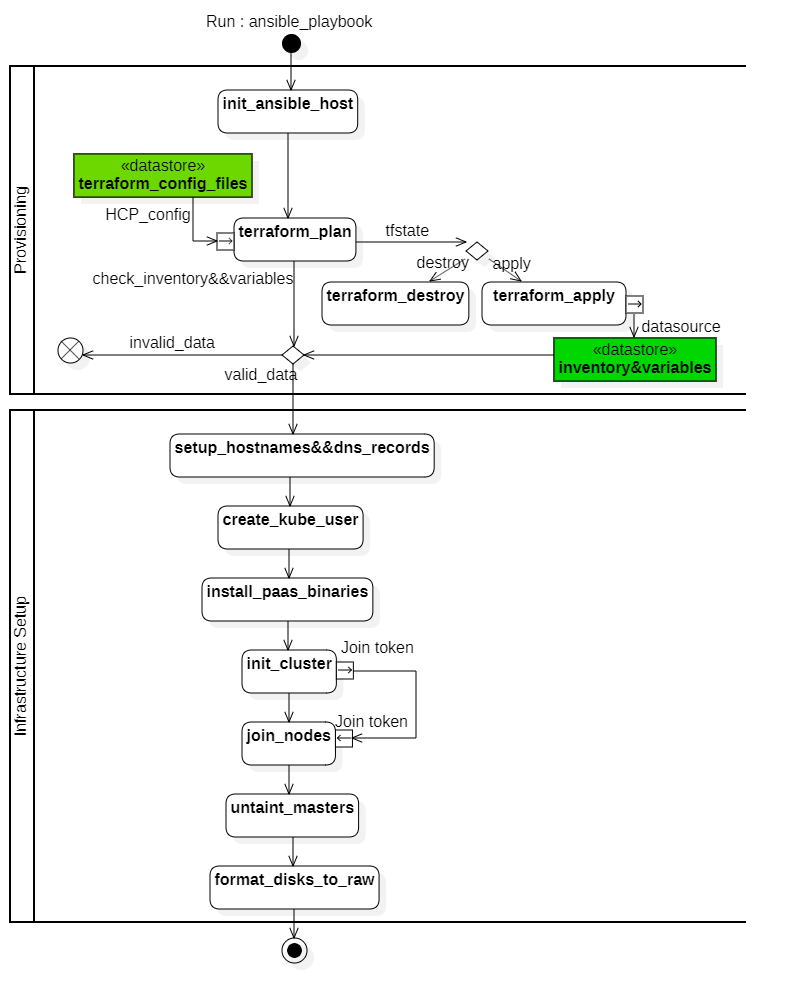 Run : ansible_playbook
Provisioning
init_ansible_host
«datastore»
terraform_config_files
HCP_config
terraform_plan
tfstate
destroy
apply
check_inventory&&variables
terraform_destroy
terraform_apply
datasource
invalid_data
«datastore»
inventory&variables
valid_data
Infrastructure Setup
setup_hostnames&&dns_records
create_kube_user
install_paas_binaries
Join token
init_cluster
Join token
join_nodes
untaint_masters
format_disks_to_raw